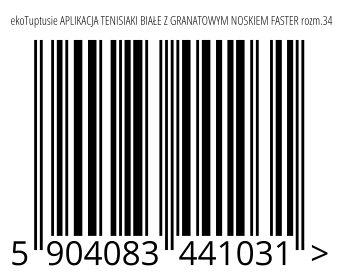 ekoTuptusie APLIKACJA TENISIAKI BIAŁE Z GRANATOWYM NOSKIEM FASTER rozm.34
5 904083 441031 >